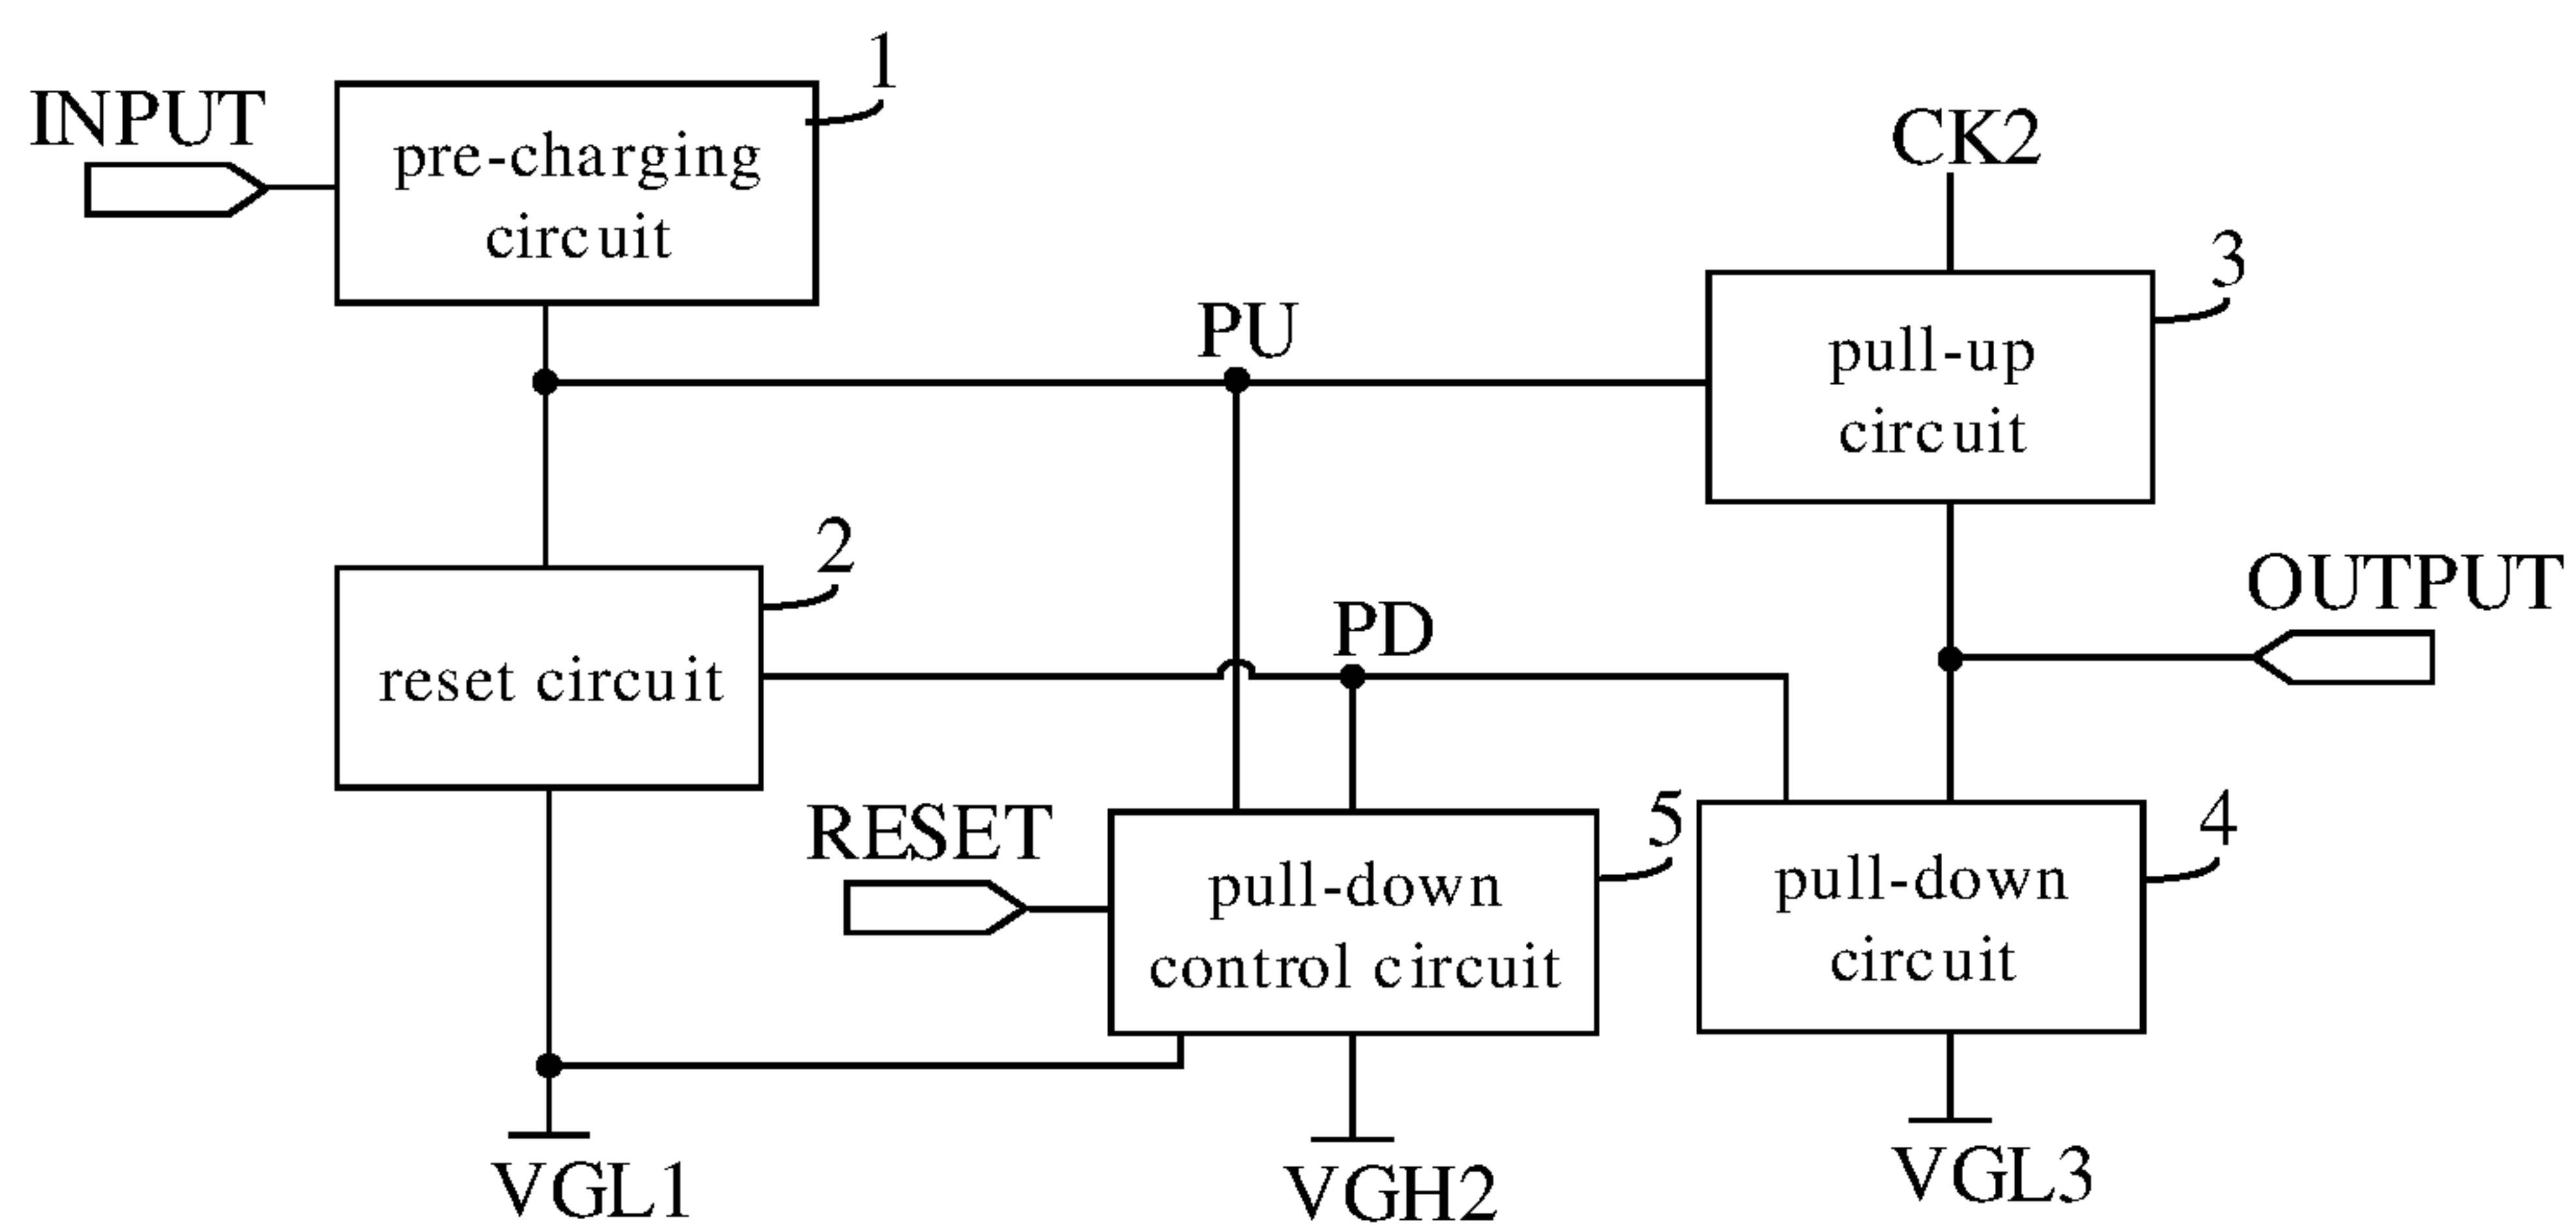 1
INPUT
pre-charging
circuit
CK2
3
PU
pull-up
circuit
2
OUTPUT
PD
reset circuit
RESET
5
4
pull-down
control circuit
pull-down
circuit
VGL1
VGH2
VGL3